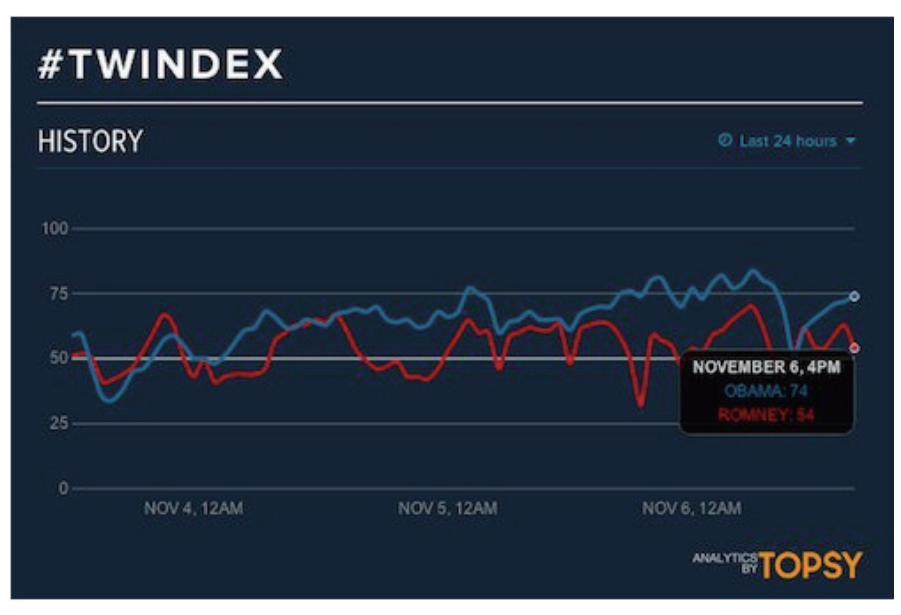 #TWINDEX
HISTORY
Last 24 hours
100
75
50
25
0
NOVEMBER 6, 4PM
OBAMA: 74
ROMNEY: 54
NOV 4, 12AM NOV 5, 12AM NOV 6, 12AM
ANALYTICS
BY TOPSY